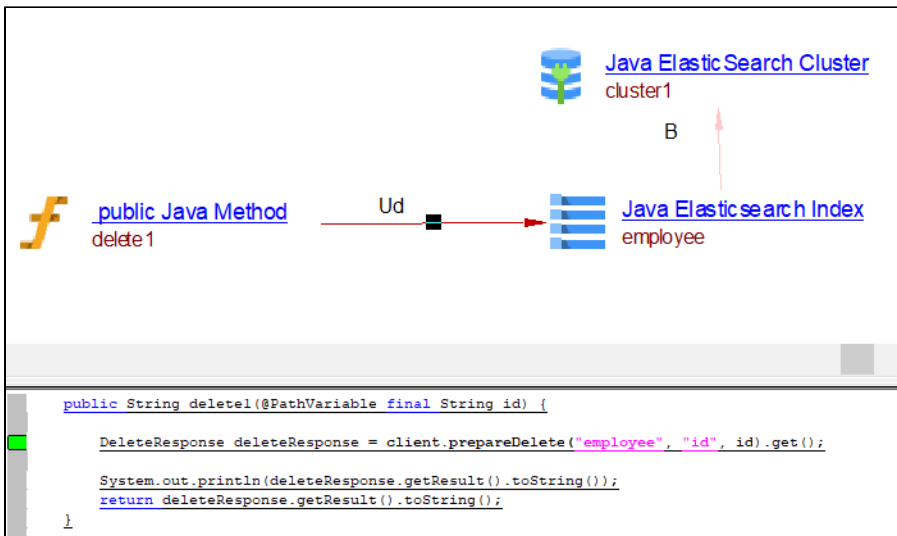 Java ElasticSearch Cluster
cluster1
B
public Java Method
delete1
Ud
Java Elasticsearch Index
employee
public String delete1(@PathVariable final String id) {
DeleteResponse deleteResponse = client.prepareDelete("employee", "id", id).get();
System.out.println(deleteResponse.getResult().toString());
return deleteResponse.getResult().toString();
}